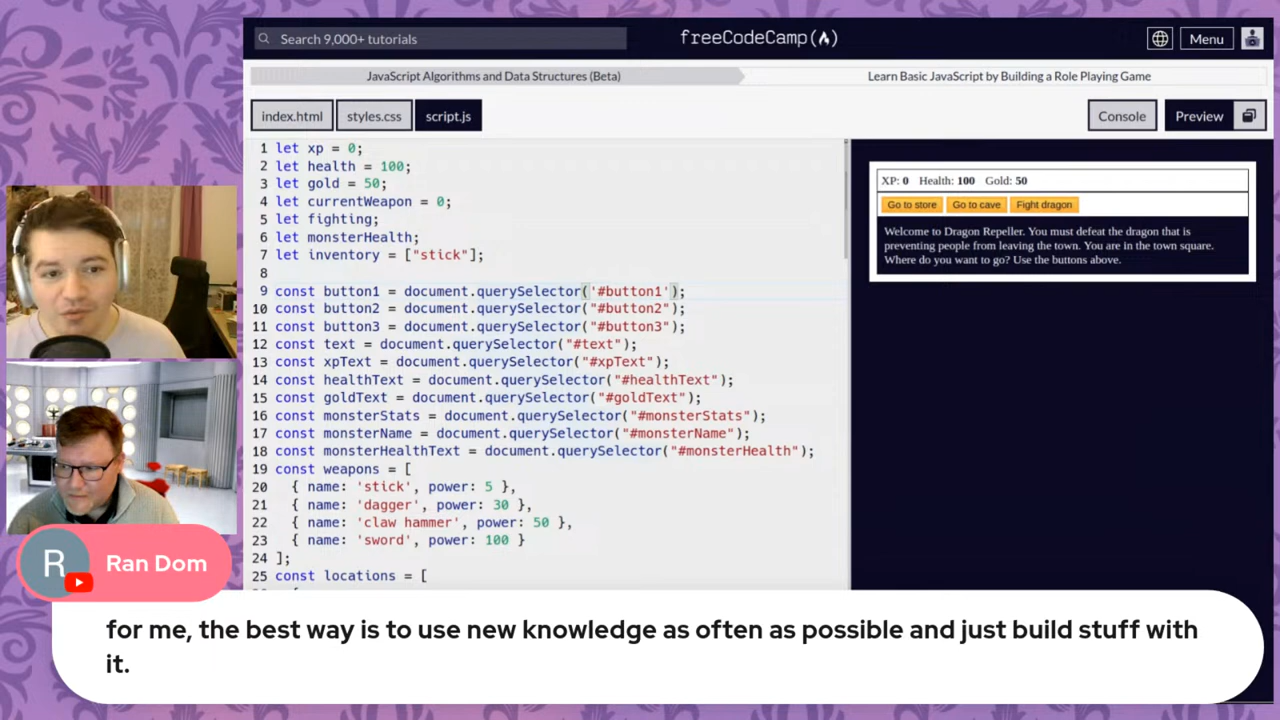 Search 9,000+ tutorials
freeCodeCamp(🔥)
Menu
JavaScript Algorithms and Data Structures (Beta)
Learn Basic JavaScript by Building a Role Playing Game
index.html
styles.css
script.js
Console
Preview
1 let xp = 0;
2 let health = 100;
3 let gold = 50;
4 let currentWeapon = 0;
5 let fighting;
6 let monsterHealth;
7 let inventory = ["stick"];
8
9 const button1 = document.querySelector('#button1');
10 const button2 = document.querySelector("#button2");
11 const button3 = document.querySelector("#button3");
12 const text = document.querySelector("#text");
13 const xpText = document.querySelector("#xpText");
14 const healthText = document.querySelector("#healthText");
15 const goldText = document.querySelector("#goldText");
16 const monsterStats = document.querySelector("#monsterStats");
17 const monsterName = document.querySelector("#monsterName");
18 const monsterHealthText = document.querySelector("#monsterHealth");
19 const weapons = [
20 { name: 'stick', power: 5 },
21 { name: 'dagger', power: 30 },
22 { name: 'claw hammer', power: 50 },
23 { name: 'sword', power: 100 }
24 ];
25 const locations = [
XP: 0 Health: 100 Gold: 50
Go to store
Go to cave
Fight dragon
Welcome to Dragon Repeller. You must defeat the dragon that is
preventing people from leaving the town. You are in the town square.
Where do you want to go? Use the buttons above.
R
Ran Dom
for me, the best way is to use new knowledge as often as possible and just build stuff with
it.